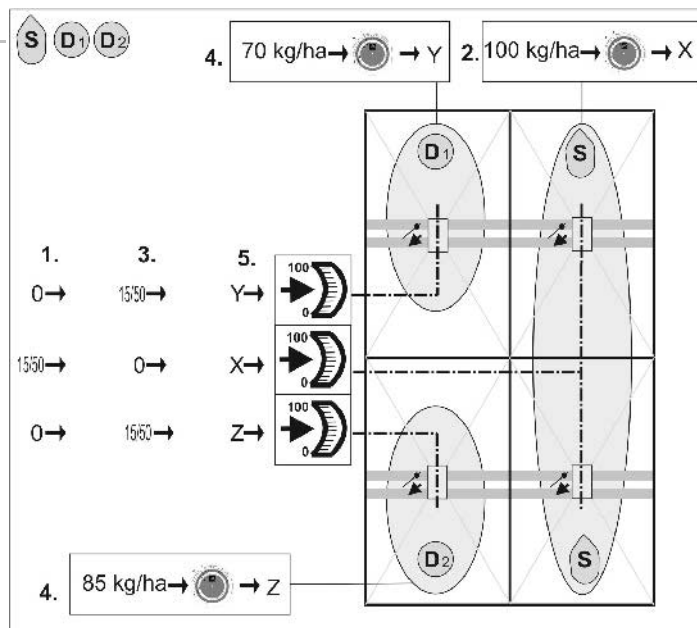 S D1 D2
4. 70 kg/ha → Y
2. 100 kg/ha → X
D1 S
1. 3. 5.
0→ 15/50→ Y→ 100 0
15/50→ 0→ X→ 100 0
0→ 15/50→ Z→ 100 0
D2 S
4. 85 kg/ha → Z